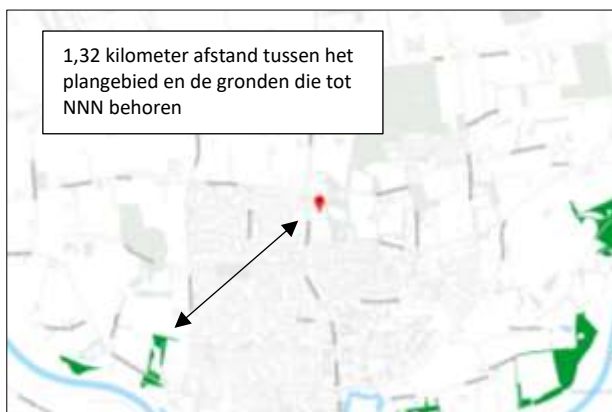 1,32 kilometer afstand tussen het
plangebied en de gronden die tot
NNN behoren